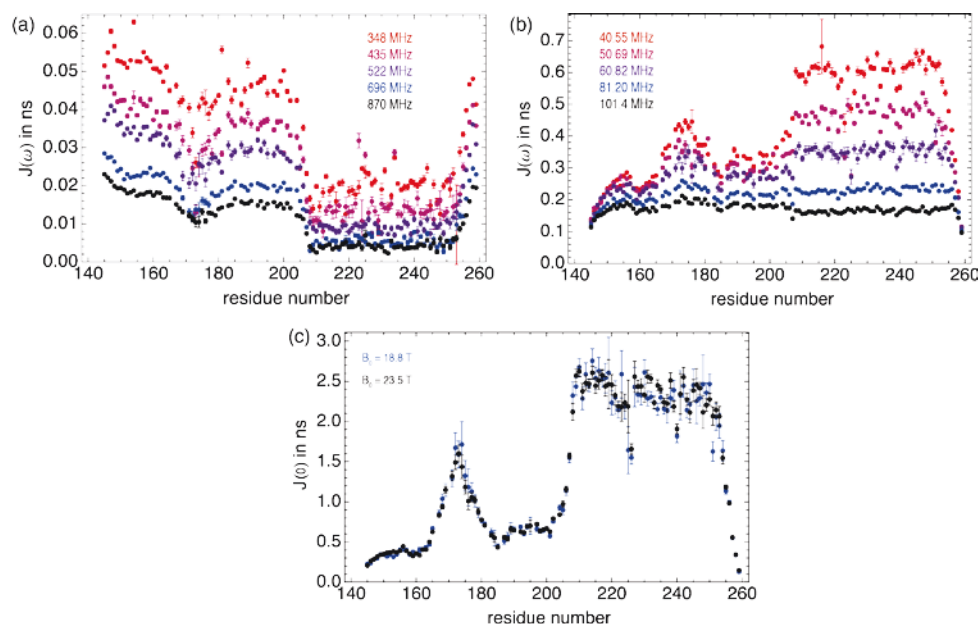 (a)
0.06
0.05
0.04
0.03
0.02
0.01
0.00
J(ω) in ns
348 MHz
435 MHz
522 MHz
696 MHz
870 MHz
140 160 180 200 220 240 260
residue number
(b)
0.7
0.6
0.5
0.4
0.3
0.2
0.1
0.0
J(ω) in ns
40 55 MHz
50 69 MHz
60 82 MHz
81 20 MHz
101 4 MHz
140 160 180 200 220 240 260
residue number
(c)
3.0
2.5
2.0
1.5
1.0
0.5
0.0
J(0) in ns
= 18.8 T
= 23.5 T
140 160 180 200 220 240 260
residue number